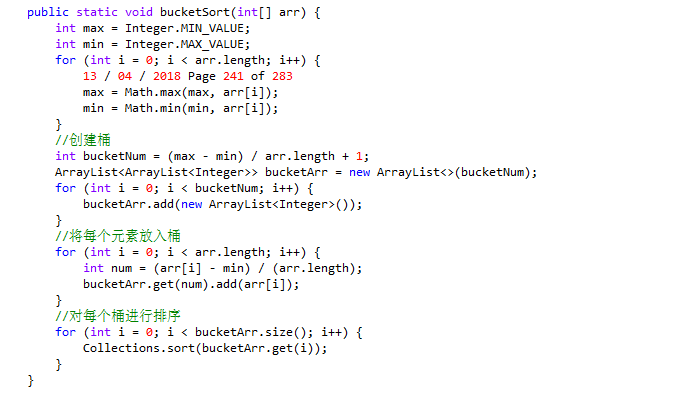 public static void bucketSort(int[] arr) {
    int max = Integer.MIN_VALUE;
    int min = Integer.MAX_VALUE;
    for (int i = 0; i < arr.length; i++) {
        13 / 04 / 2018 Page 241 of 283
        max = Math.max(max, arr[i]);
        min = Math.min(min, arr[i]);
    }
    //创建桶
    int bucketNum = (max - min) / arr.length + 1;
    ArrayList<ArrayList<Integer>> bucketArr = new ArrayList<>(bucketNum);
    for (int i = 0; i < bucketNum; i++) {
        bucketArr.add(new ArrayList<Integer>());
    }
    //将每个元素放入桶
    for (int i = 0; i < arr.length; i++) {
        int num = (arr[i] - min) / (arr.length);
        bucketArr.get(num).add(arr[i]);
    }
    //对每个桶进行排序
    for (int i = 0; i < bucketArr.size(); i++) {
        Collections.sort(bucketArr.get(i));
    }
}